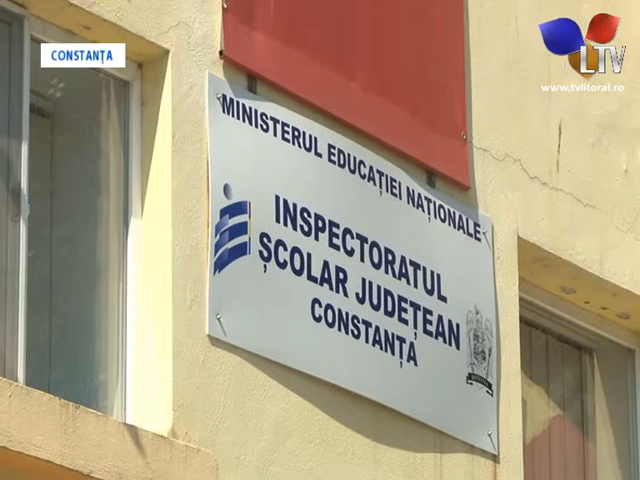 CONSTANȚA
LTV
www.tvlitoral.ro
MINISTERUL EDUCAȚIEI NAȚIONALE
INSPECTORATUL
ȘCOLAR JUDEȚEAN
CONSTANȚA